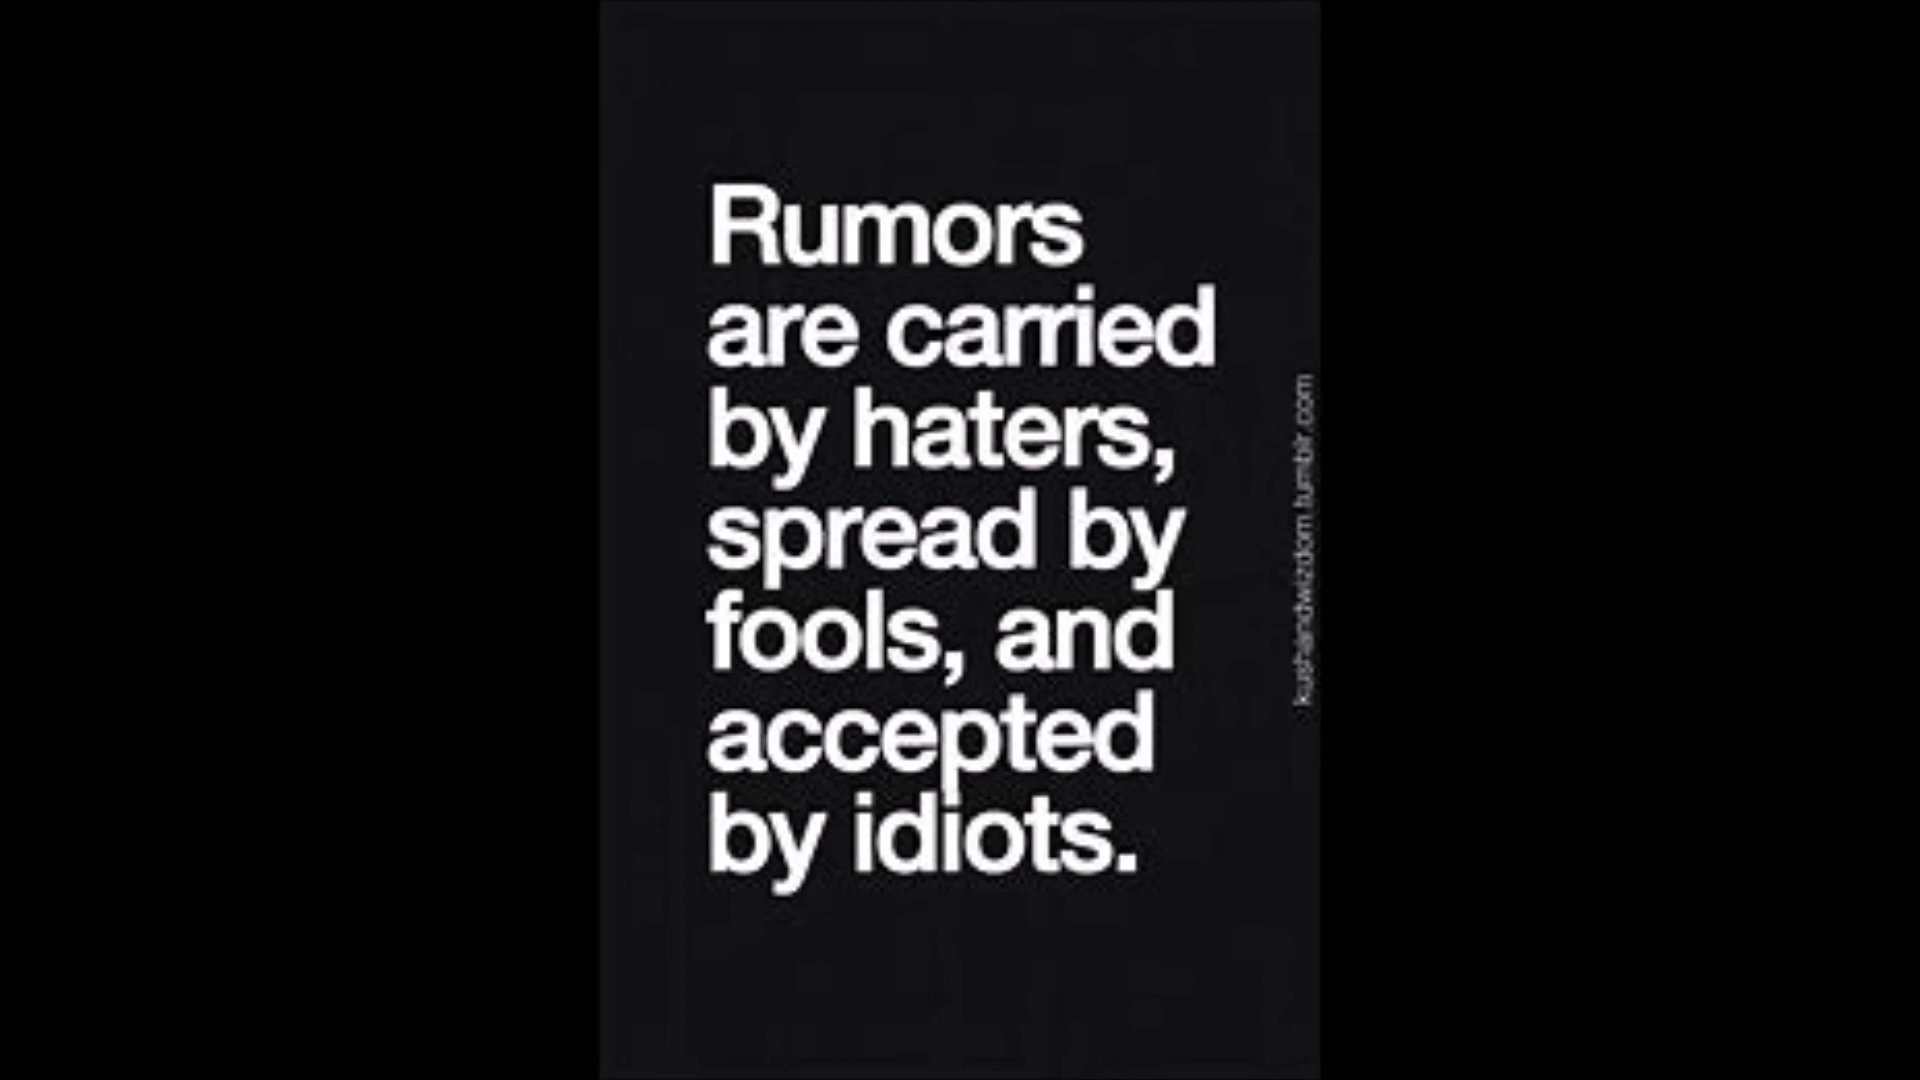 Rumors
are carried
by haters,
spread by
fools, and
accepted
by idiots.
kushandwizdom.tumblr.com